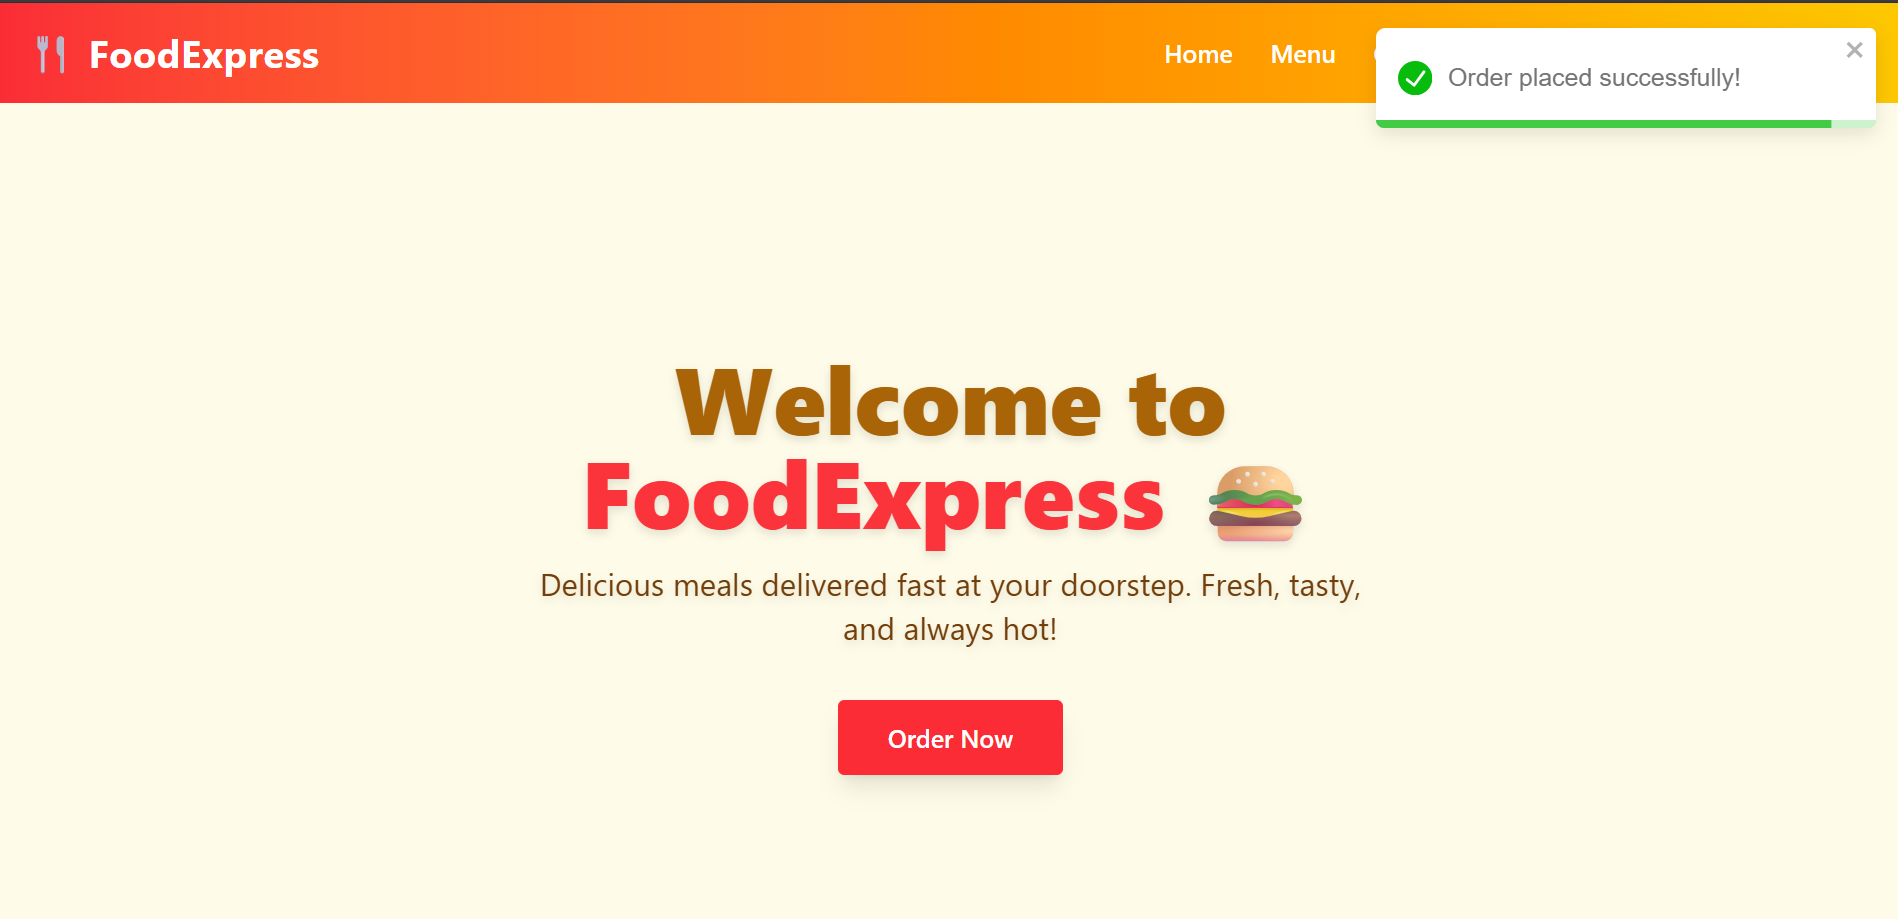 FoodExpress
Home Menu
Order placed successfully!
Welcome to
FoodExpress
Delicious meals delivered fast at your doorstep. Fresh, tasty,
and always hot!
Order Now